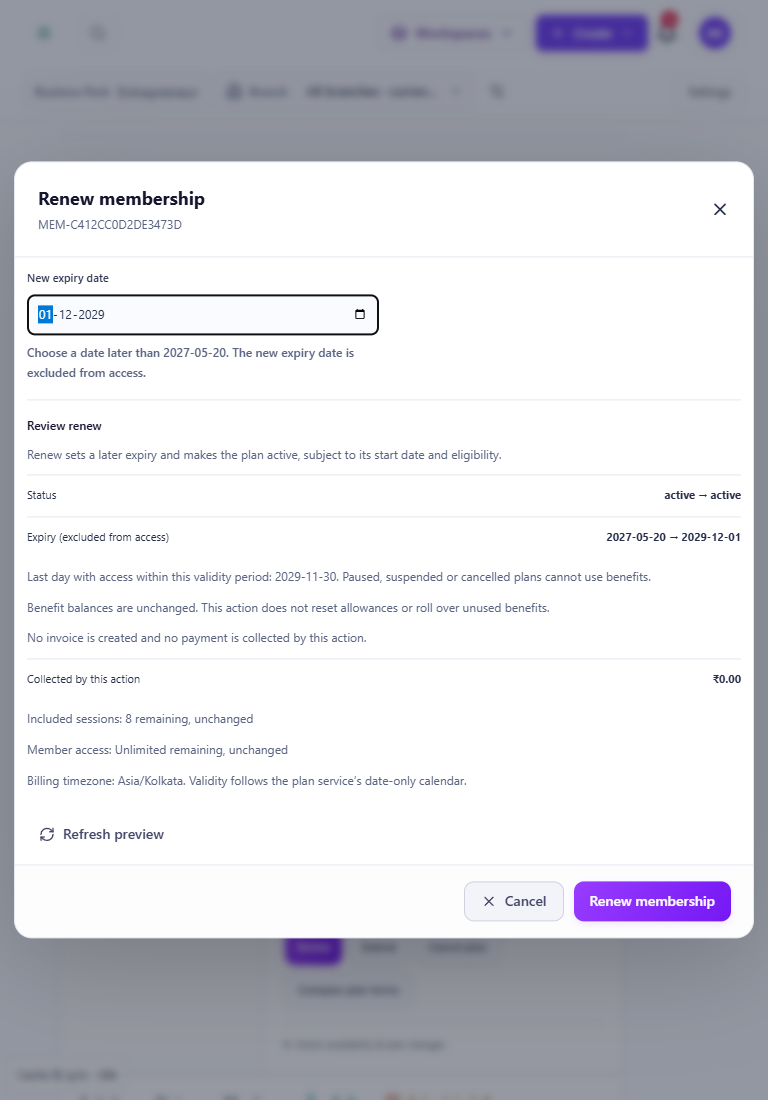 Renew membership
MEM-C412CC0D2DE3473D
New expiry date
01-12-2029
Choose a date later than 2027-05-20. The new expiry date is
excluded from access.
Review renew
Renew sets a later expiry and makes the plan active, subject to its start date and eligibility.
Status active → active
Expiry (excluded from access) 2027-05-20 → 2029-12-01
Last day with access within this validity period: 2029-11-30. Paused, suspended or cancelled plans cannot use benefits.
Benefit balances are unchanged. This action does not reset allowances or roll over unused benefits.
No invoice is created and no payment is collected by this action.
Collected by this action ₹0.00
Included sessions: 8 remaining, unchanged
Member access: Unlimited remaining, unchanged
Billing timezone: Asia/Kolkata. Validity follows the plan service's date-only calendar.
Refresh preview
Cancel Renew membership